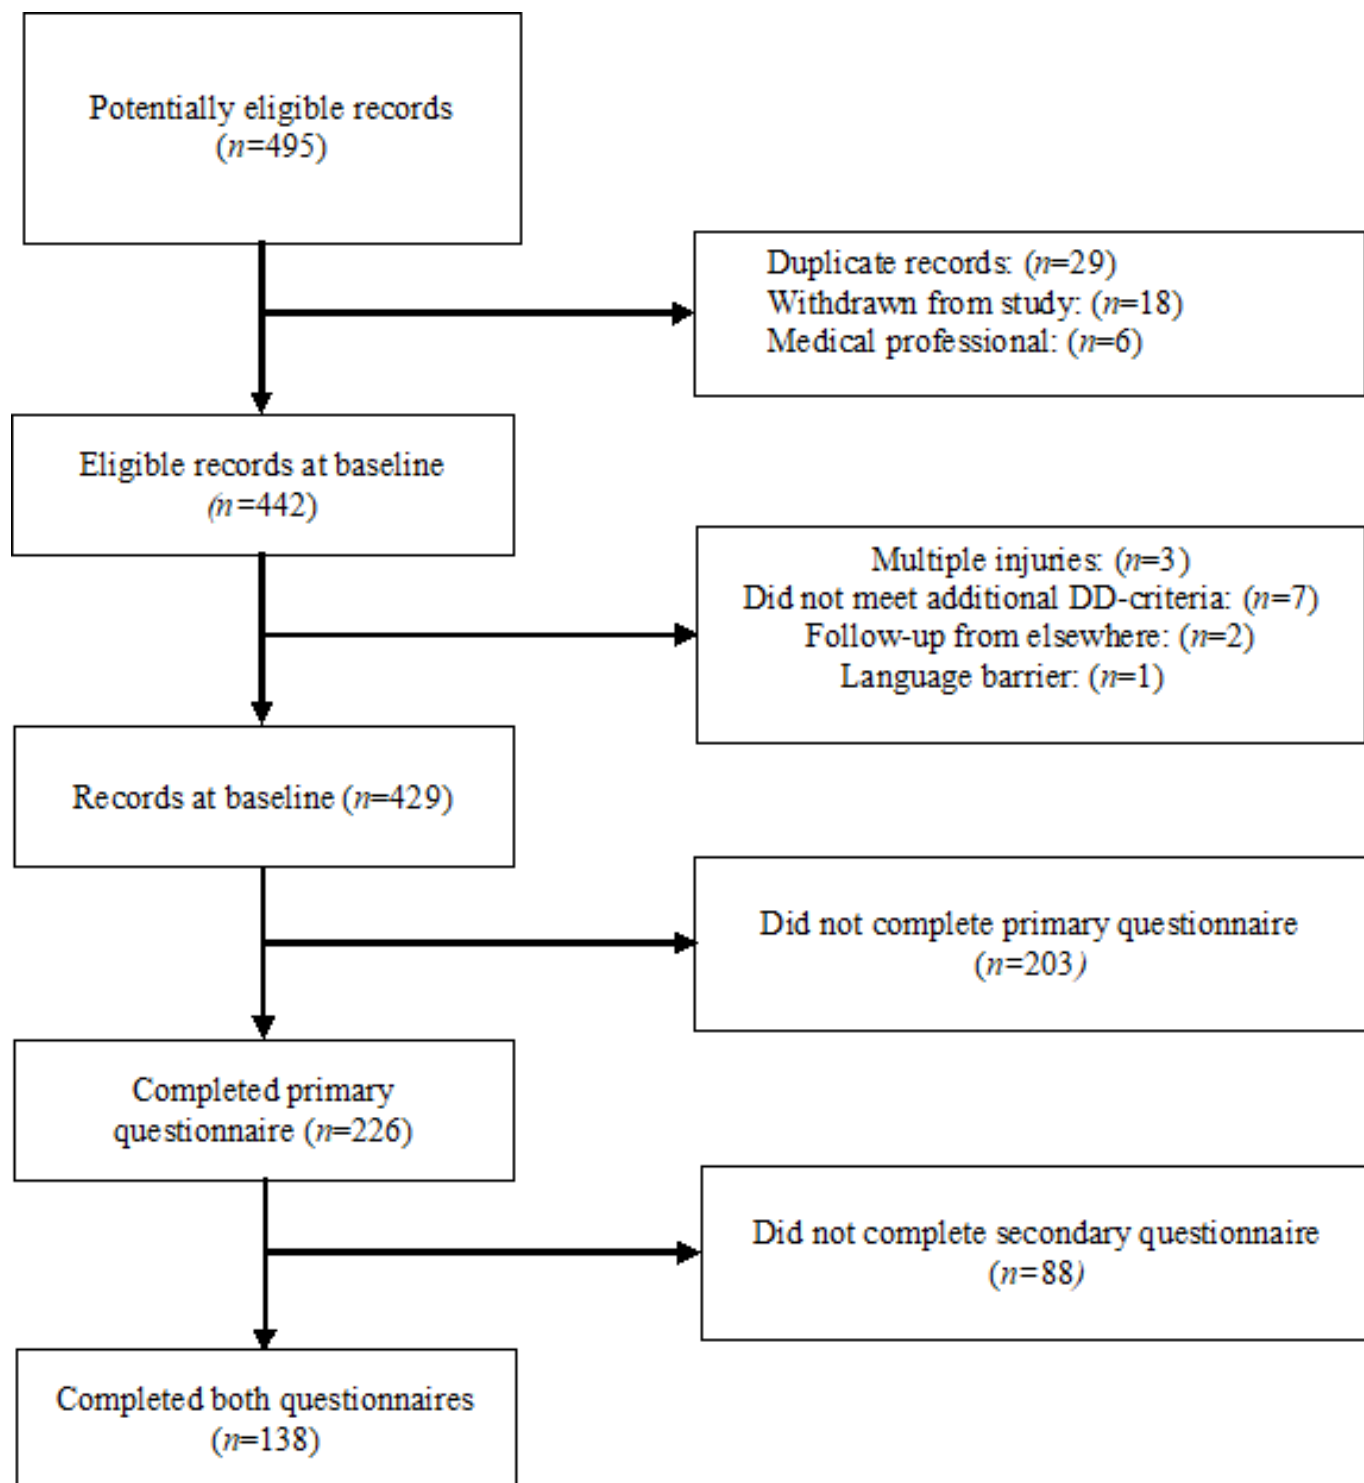 Potentially eligible records
(n=495)
Duplicate records: (n=29)
Withdrawn from study: (n=18)
Medical professional: (n=6)
Eligible records at baseline
(n=442)
Multiple injuries: (n=3)
Did not meet additional DD-criteria: (n=7)
Follow-up from elsewhere: (n=2)
Language barrier: (n=1)
Records at baseline (n=429)
Did not complete primary questionnaire
(n=203)
Completed primary
questionnaire (n=226)
Did not complete secondary questionnaire
(n=88)
Completed both questionnaires
(n=138)